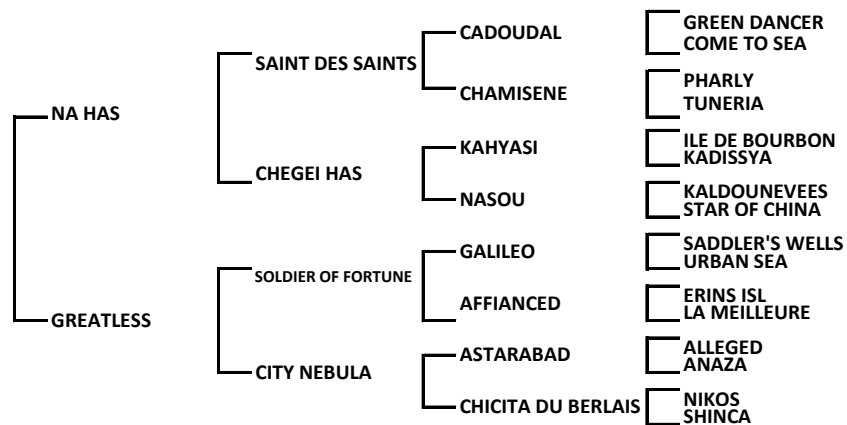 GREEN DANCER
CADOUDAL
COME TO SEA
SAINT DES SAINTS
PHARLY
CHAMISENE
TUNERIA
NA HAS
ILE DE BOURBON
KAHYASI
KADISSYA
CHEGEI HAS
KALDOUNEVEES
NASOU
STAR OF CHINA
SADDLER'S WELLS
GALILEO
URBAN SEA
SOLDIER OF FORTUNE
ERINS ISL
AFFIANCED
LA MEILLEURE
GREATLESS
ALLEGED
ASTARABAD
ANAZA
CITY NEBULA
NIKOS
CHICITA DU BERLAIS
SHINCA